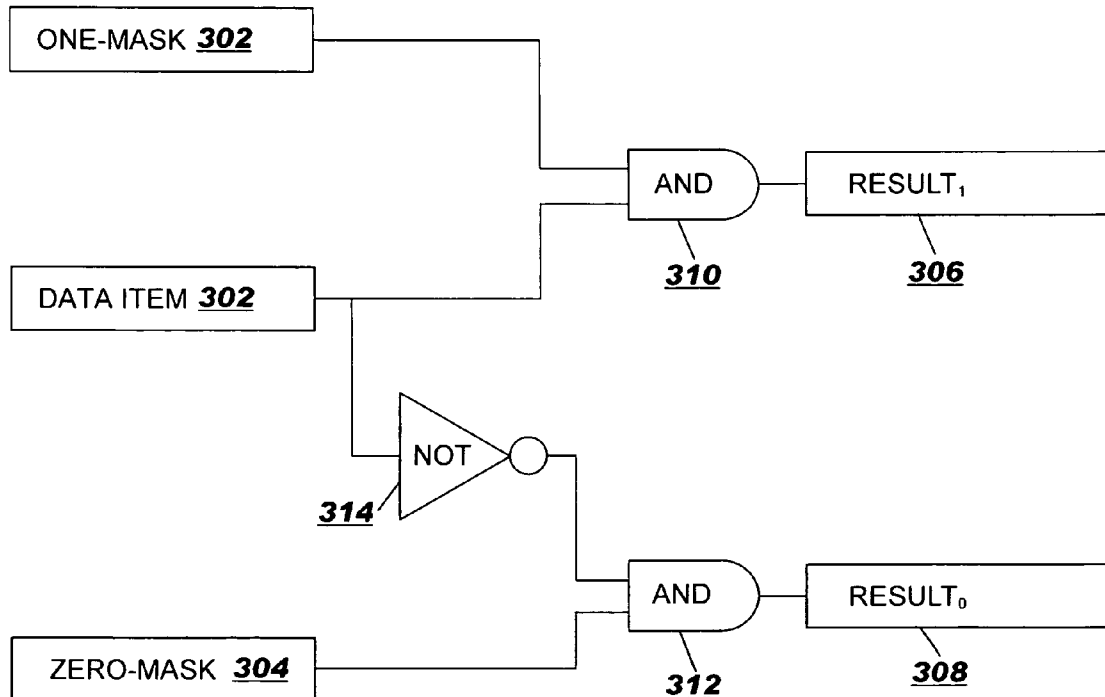 ONE-MASK 302
AND
RESULT₁
310
306
DATA ITEM 302
NOT
314
AND
RESULT₀
ZERO-MASK 304
312
308